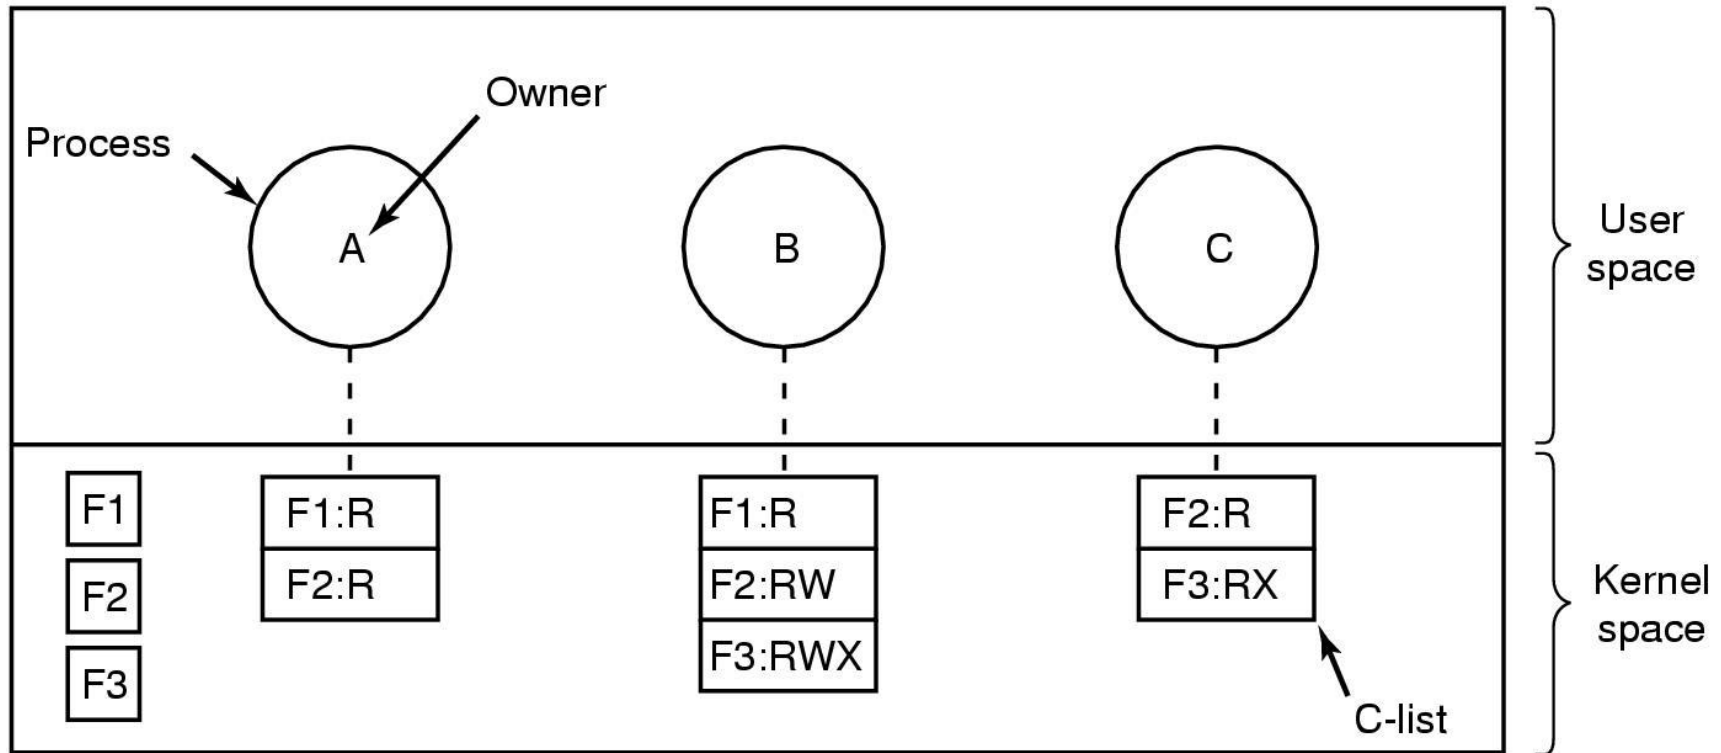 Owner
Process
A
B
C
User
space
F1
F2
F3
F1:R
F2:R
F1:R
F2:RW
F3:RWX
F2:R
F3:RX
C-list
Kernel
space